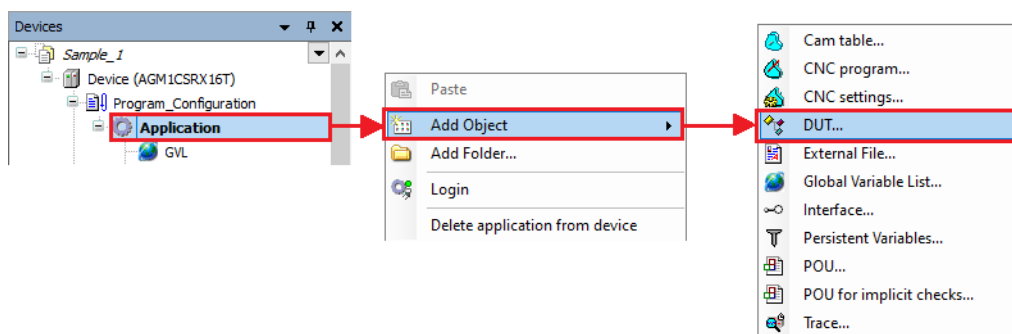 Devices
Sample_1
Device (AGM1CSRX16T)
Program_Configuration
Application
GVL
Paste
Add Object
Add Folder...
Login
Delete application from device
Cam table...
CNC program...
CNC settings...
DUT...
External File...
Global Variable List...
Interface...
Persistent Variables...
POU...
POU for implicit checks...
Trace...